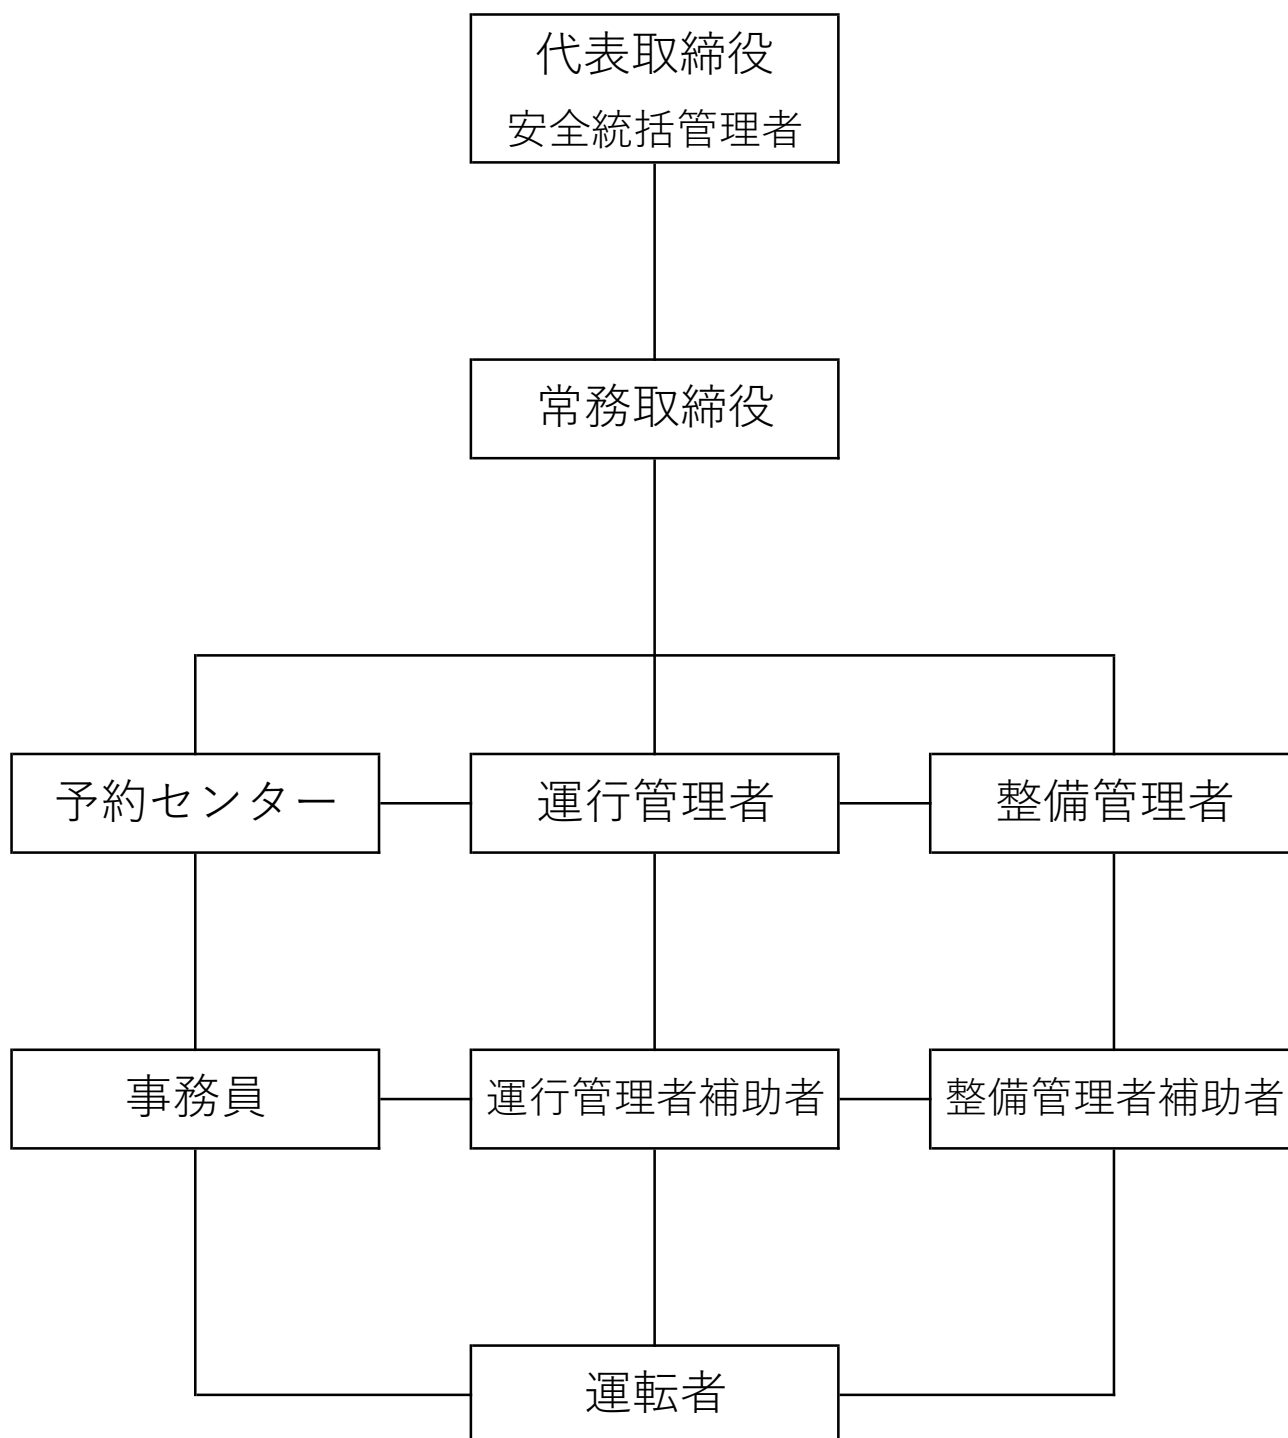 代表取締役
安全統括管理者
常務取締役
予約センター
運行管理者
整備管理者
事務員
運行管理者補助者
整備管理者補助者
運転者